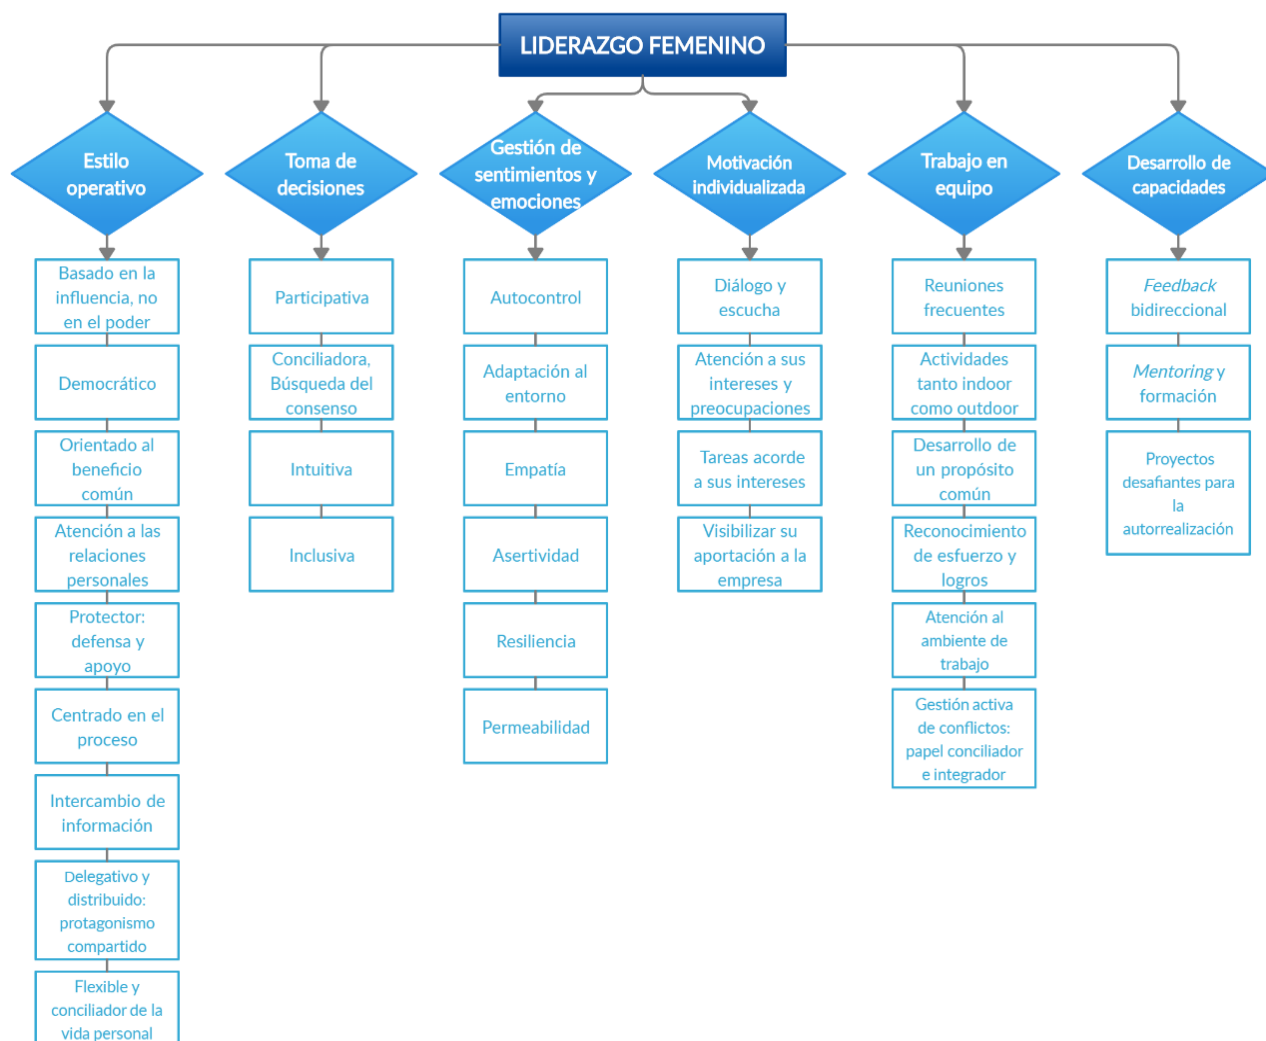 LIDERAZGO FEMENINO
Estilo
operativo
Toma de
decisiones
Gestión de
sentimientos y
emociones
Motivación
individualizada
Trabajo en
equipo
Desarrollo de
capacidades
Basado en la
influencia, no
en el poder
Democrático
Orientado al
beneficio
común
Atención a las
relaciones
personales
Protector:
defensa y
apoyo
Centrado en el
proceso
Intercambio de
información
Delegativo y
distribuido:
protagonismo
compartido
Flexible y
conciliador de la
vida personal
Participativa
Conciliadora,
Búsqueda del
consenso
Intuitiva
Inclusiva
Autocontrol
Adaptación al
entorno
Empatía
Asertividad
Resiliencia
Permeabilidad
Diálogo y
escucha
Atención a sus
intereses y
preocupaciones
Tareas acorde
a sus intereses
Visibilizar su
aportación a la
empresa
Reuniones
frecuentes
Actividades
tanto indoor
como outdoor
Desarrollo de
un propósito
común
Reconocimiento
de esfuerzo y
logros
Atención al
ambiente de
trabajo
Gestión activa
de conflictos:
papel conciliador
e integrador
Feedback
bidireccional
Mentoring y
formación
Proyectos
desafiantes para
la
autorrealización